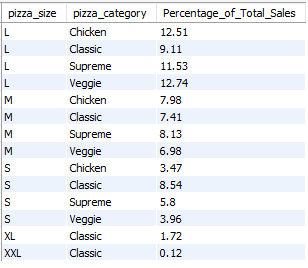 pizza_size pizza_category Percentage_of_Total_Sales
L Chicken 12.51
L Classic 9.11
L Supreme 11.53
L Veggie 12.74
M Chicken 7.98
M Classic 7.41
M Supreme 8.13
M Veggie 6.98
S Chicken 3.47
S Classic 8.54
S Supreme 5.8
S Veggie 3.96
XL Classic 1.72
XXL Classic 0.12